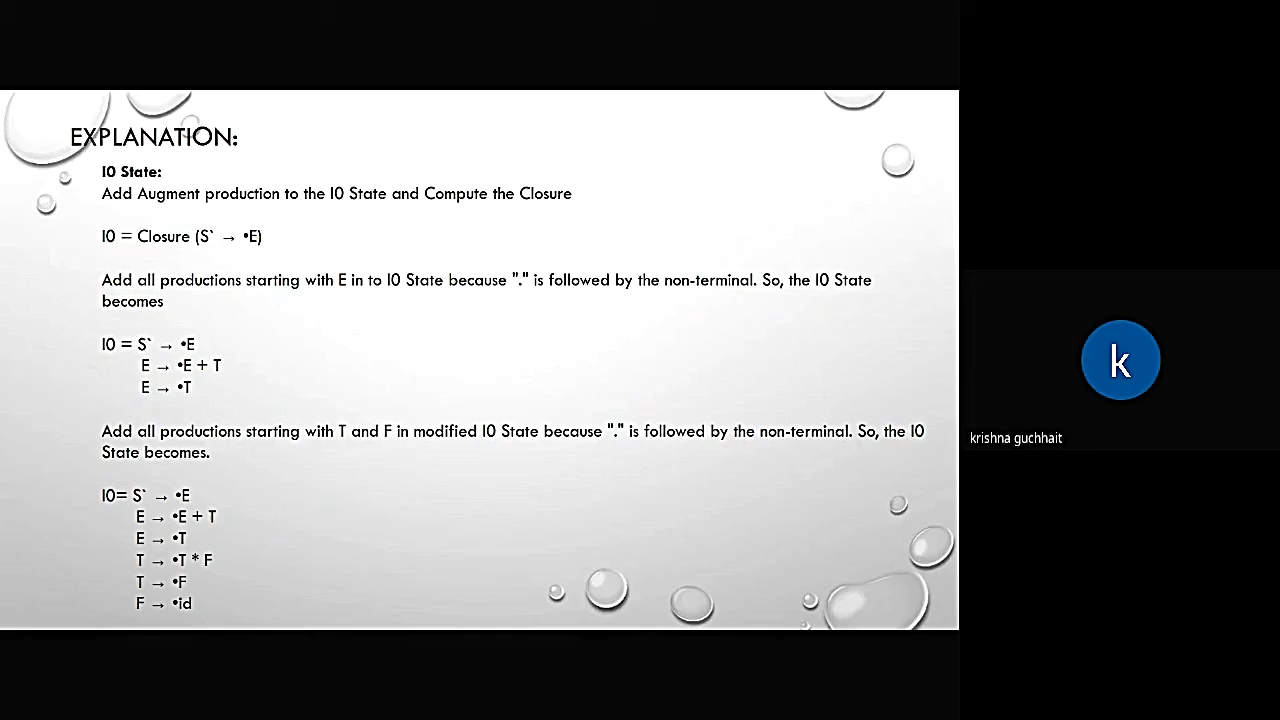 EXPLANATION:
I0 State:
Add Augment production to the I0 State and Compute the Closure
I0 = Closure (S` → •E)
Add all productions starting with E in to I0 State because "." is followed by the non-terminal. So, the I0 State
becomes
I0 = S` → •E
E → •E + T
E → •T
Add all productions starting with T and F in modified I0 State because "." is followed by the non-terminal. So, the I0
State becomes.
I0= S` → •E
E → •E + T
E → •T
T → •T * F
T → •F
F → •id
k
krishna guchhait